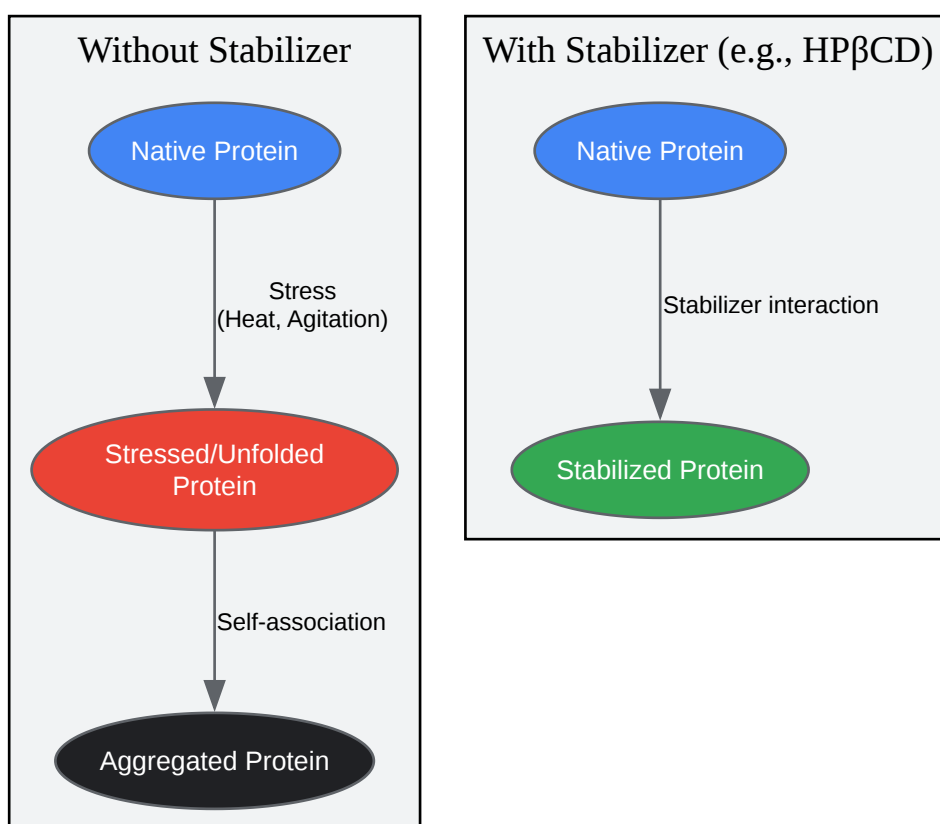 Without Stabilizer
Native Protein
Stress
(Heat, Agitation)
Stressed/Unfolded
Protein
Self-association
Aggregated Protein
With Stabilizer (e.g., HPβCD)
Native Protein
Stabilizer interaction
Stabilized Protein